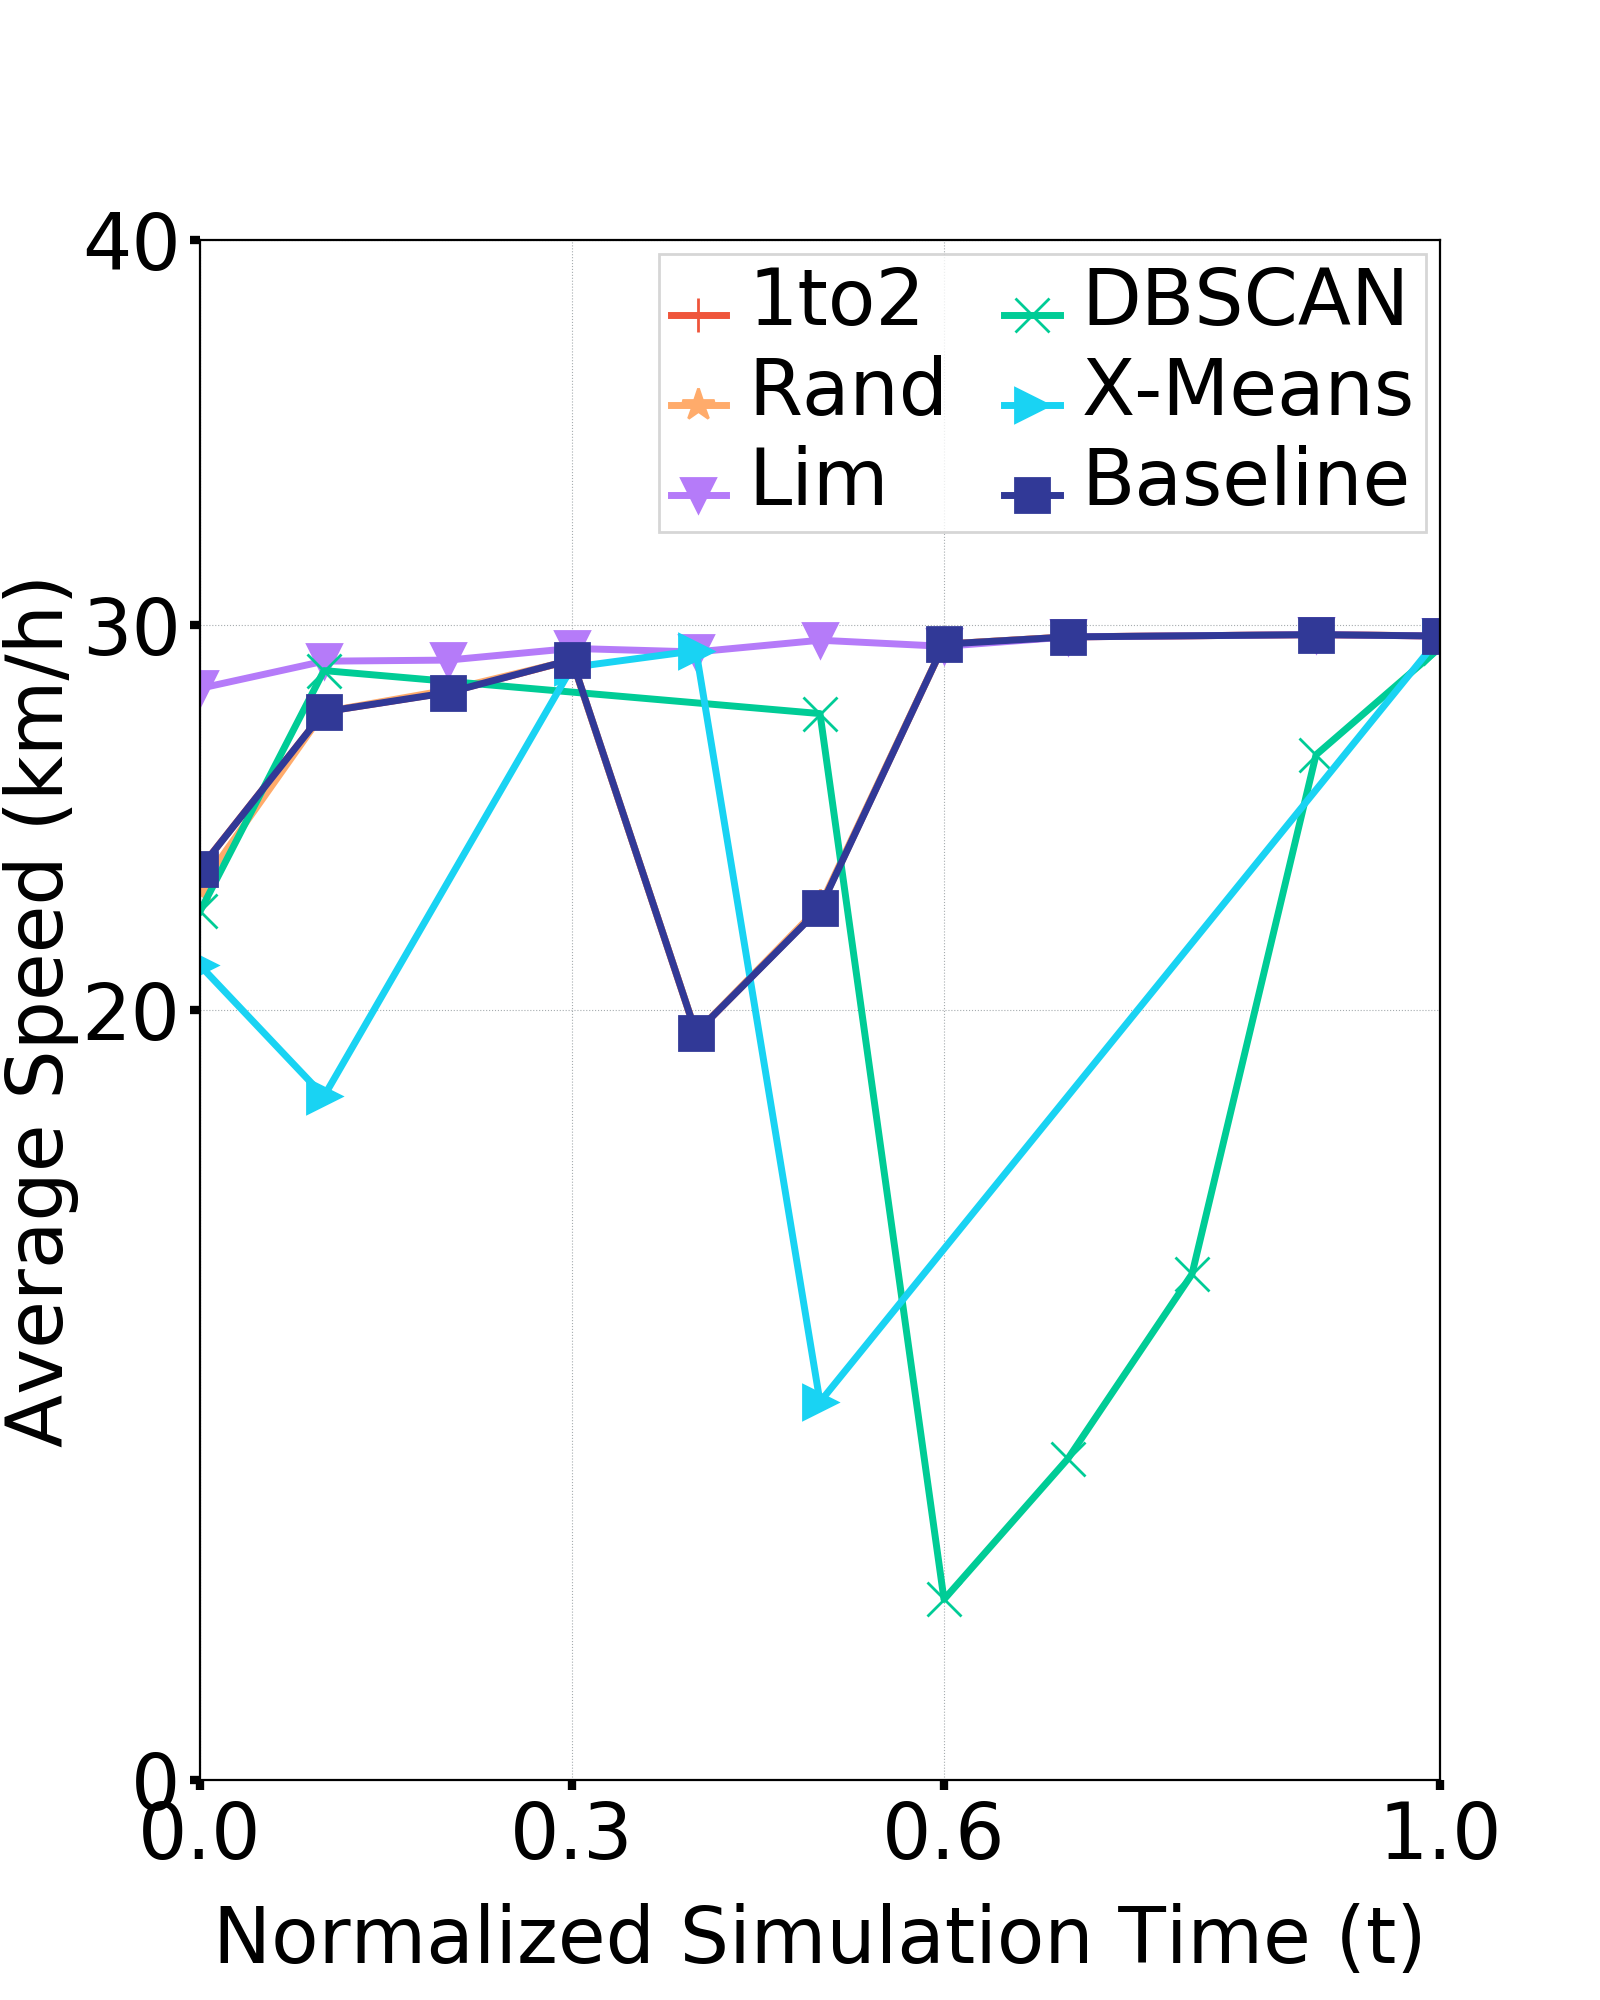 40
30
20
0
Average Speed (km/h)
1to2
Rand
Lim
DBSCAN
X-Means
Baseline
0.0 0.3 0.6 1.0
Normalized Simulation Time (t)